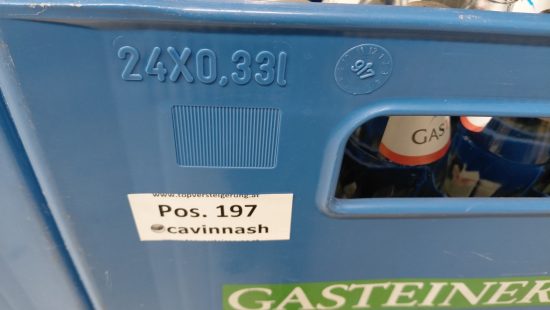 24X0,33l
www.topversteigerung.at
Pos. 197
cavinnash
GAS
GASTEINER